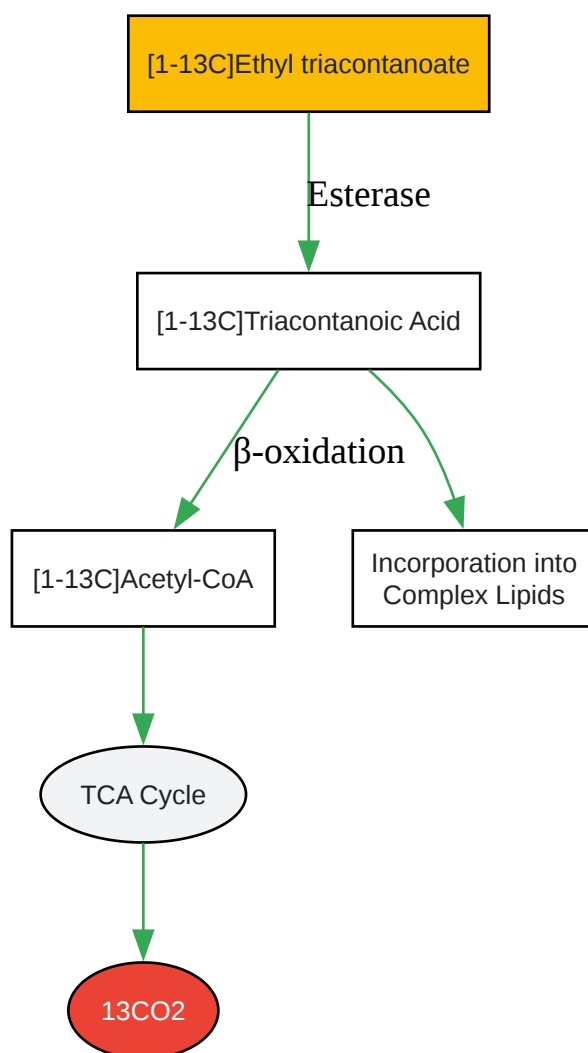 [1-13C]Ethyl triacontanoate
Esterase
[1-13C]Triacontanoic Acid
β-oxidation
[1-13C]Acetyl-CoA
Incorporation into
Complex Lipids
TCA Cycle
13CO2